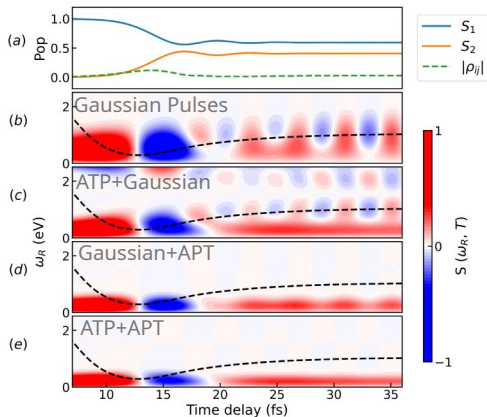 (a)
Pop
1.0
0.5
0.0
S1
S2
|ρij|
(b)
2
0
Gaussian Pulses
(c)
2
0
ATP+Gaussian
(d)
2
0
Gaussian+APT
(e)
2
0
ATP+APT
ωR (eV)
10 15 20 25 30 35
Time delay (fs)
1
0
−1
S (ωR, T)